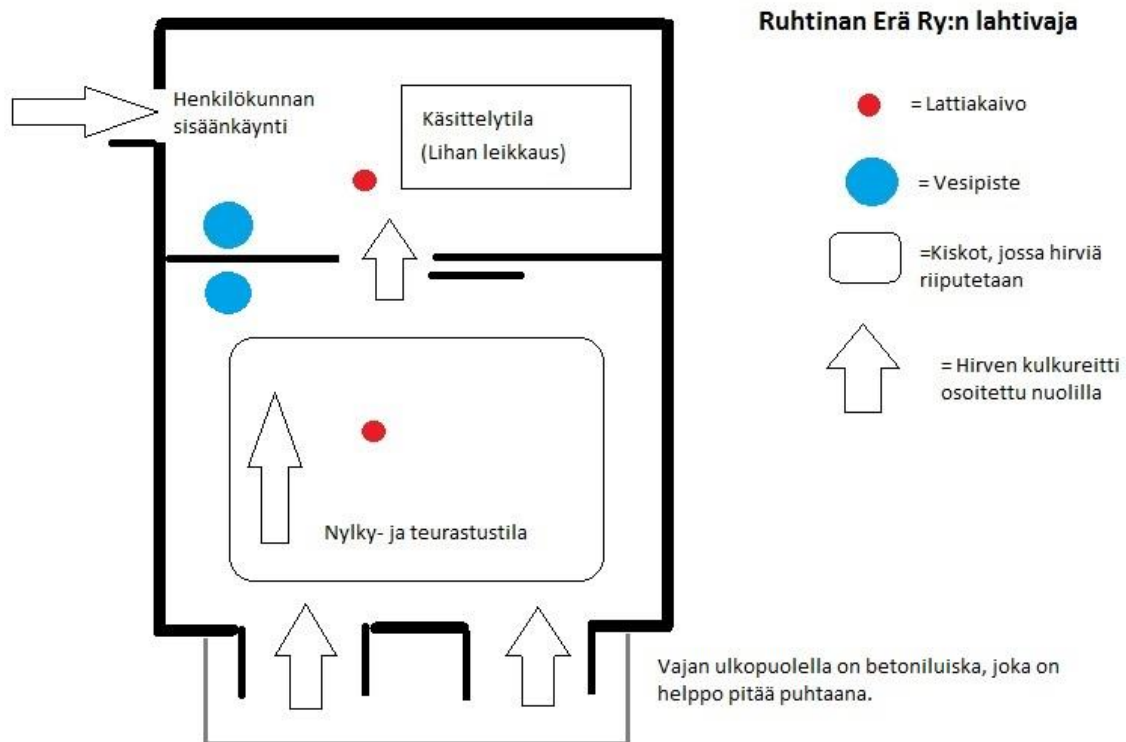 Ruhtinan Erä Ry:n lahtivaja
Henkilökunnan
sisäänkäynti
Käsittelytila
(Lihan leikkaus)
= Lattiakaivo
= Vesipiste
=Kiskot, jossa hirviä
riiputetaan
= Hirven kulkureitti
osoitettu nuolilla
Nylky- ja teurastustila
Vajan ulkopuolella on betoniluiska, joka on
helppo pitää puhtaana.